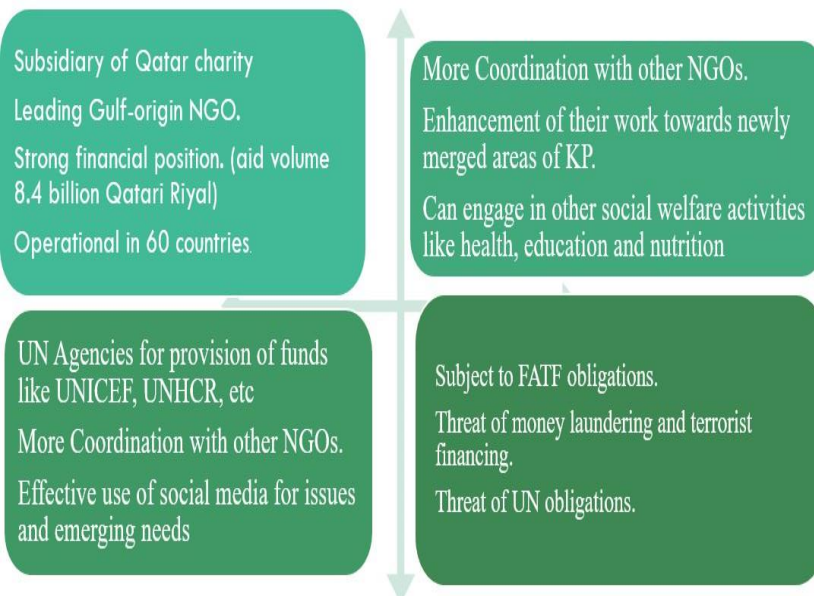 Subsidiary of Qatar charity
Leading Gulf-origin NGO.
Strong financial position. (aid volume
8.4 billion Qatari Riyal)
Operational in 60 countries.
More Coordination with other NGOs.
Enhancement of their work towards newly
merged areas of KP.
Can engage in other social welfare activities
like health, education and nutrition
UN Agencies for provision of funds
like UNICEF, UNHCR, etc
More Coordination with other NGOs.
Effective use of social media for issues
and emerging needs
Subject to FATF obligations.
Threat of money laundering and terrorist
financing.
Threat of UN obligations.